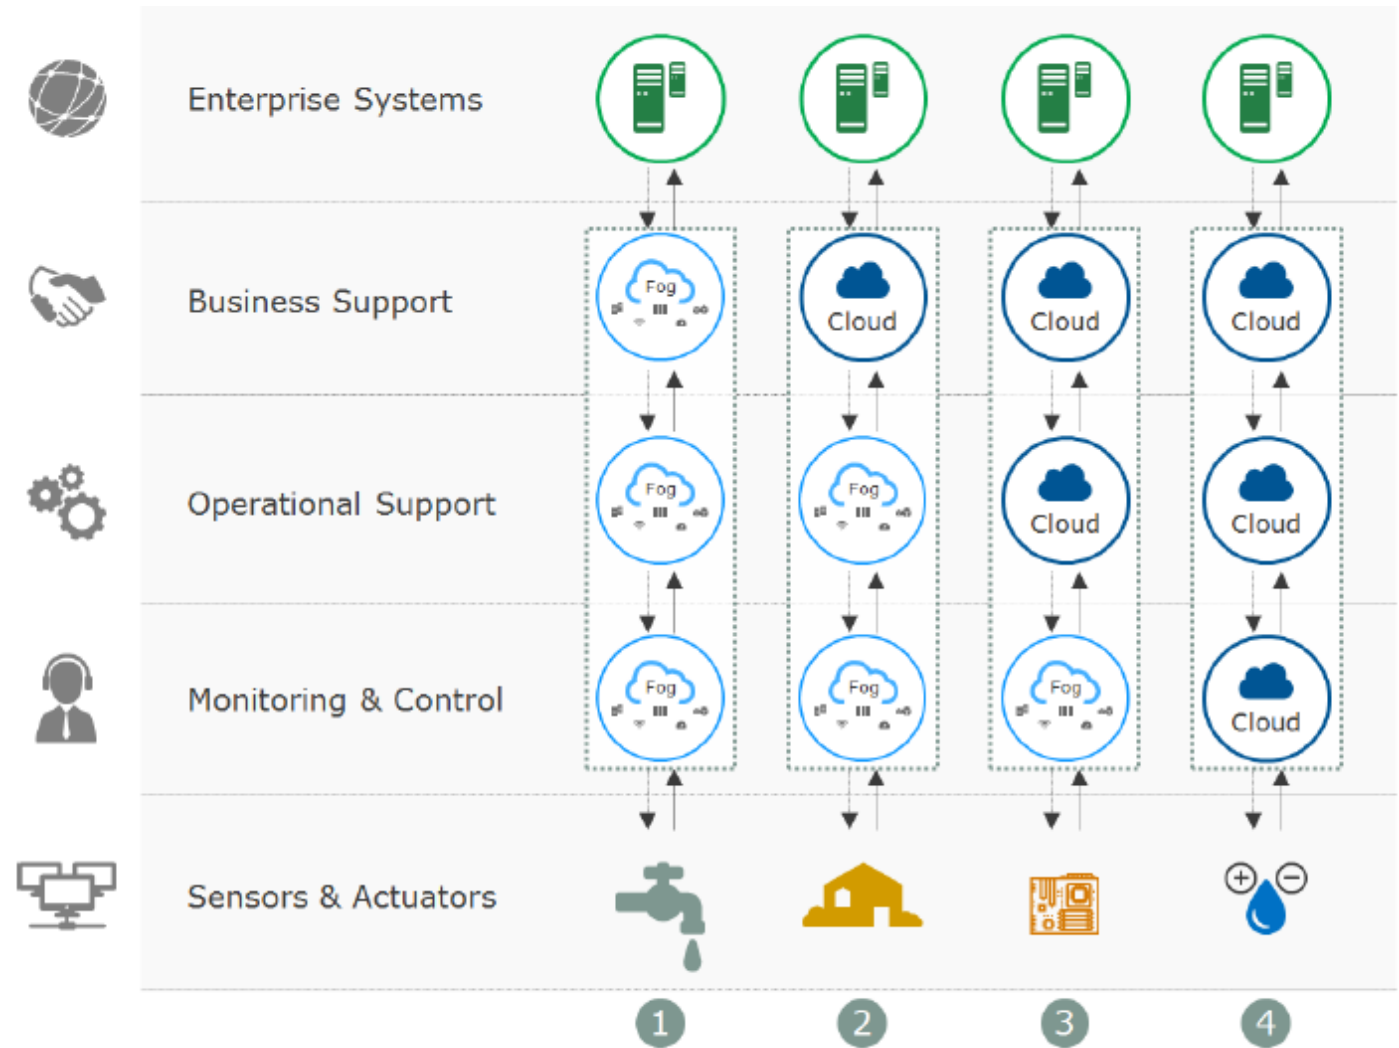 Enterprise Systems
Business Support
Fog
Cloud
Cloud
Cloud
Operational Support
Fog
Fog
Cloud
Cloud
Monitoring & Control
Fog
Fog
Fog
Cloud
Sensors & Actuators
1
2
3
4